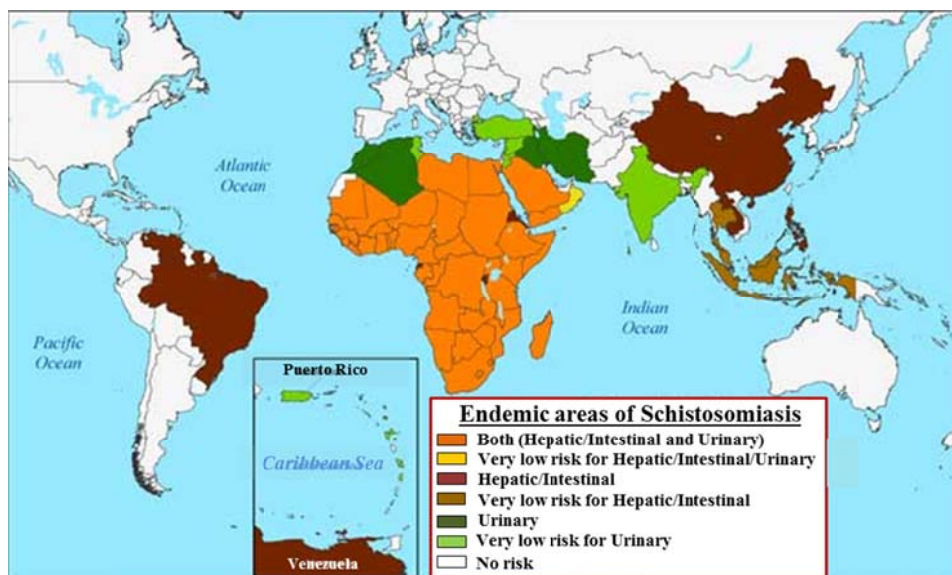 Atlantic
Ocean
Pacific
Ocean
Indian
Ocean
Puerto Rico
Caribbean Sea
Venezuela
Endemic areas of Schistosomiasis
Both (Hepatic/Intestinal and Urinary)
Very low risk for Hepatic/Intestinal/Urinary
Hepatic/Intestinal
Very low risk for Hepatic/Intestinal
Urinary
Very low risk for Urinary
No risk